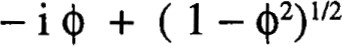 − i ϕ + ( 1 − ϕ²)¹/²